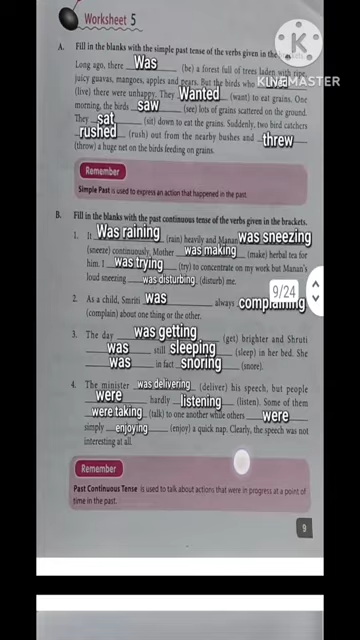 Worksheet 5
A. Fill in the blanks with the simple past tense of the verbs given in the
Long ago, there Was (be) a forest full of trees laden with ripe,
juicy guavas, mangoes, apples and pears. But the birds who
(live) there were unhappy. They Wanted (want) to eat grains. One
morning, the birds saw (see) lots of grains scattered on the ground.
They sat (sit) down to eat the grains. Suddenly, two bird catchers
rushed (rush) out from the nearby bushes and threw
(throw) a huge net on the birds feeding on grains.
K
KINEMASTER
Remember
Simple Past is used to express an action that happened in the past.
B. Fill in the blanks with the past continuous tense of the verbs given in the brackets.
1. It Was raining (rain) heavily and Manan was sneezing
(sneeze) continuously. Mother was making (make) herbal tea for
him. I was trying (try) to concentrate on my work but Manan's
loud sneezing was disturbing. (disturb) me.
9/24
2. As a child, Smriti was always complaining
(complain) about one thing or the other.
3. The day was getting (get) brighter and Shruti
was still sleeping (sleep) in her bed. She
was in fact snoring (snore).
4. The minister was delivering (deliver) his speech, but people
were hardly listening (listen). Some of them
were taking (talk) to one another while others were
simply enjoying (enjoy) a quick nap. Clearly, the speech was not
interesting at all.
Remember
Past Continuous Tense is used to talk about actions that were in progress at a point of
time in the past.
9